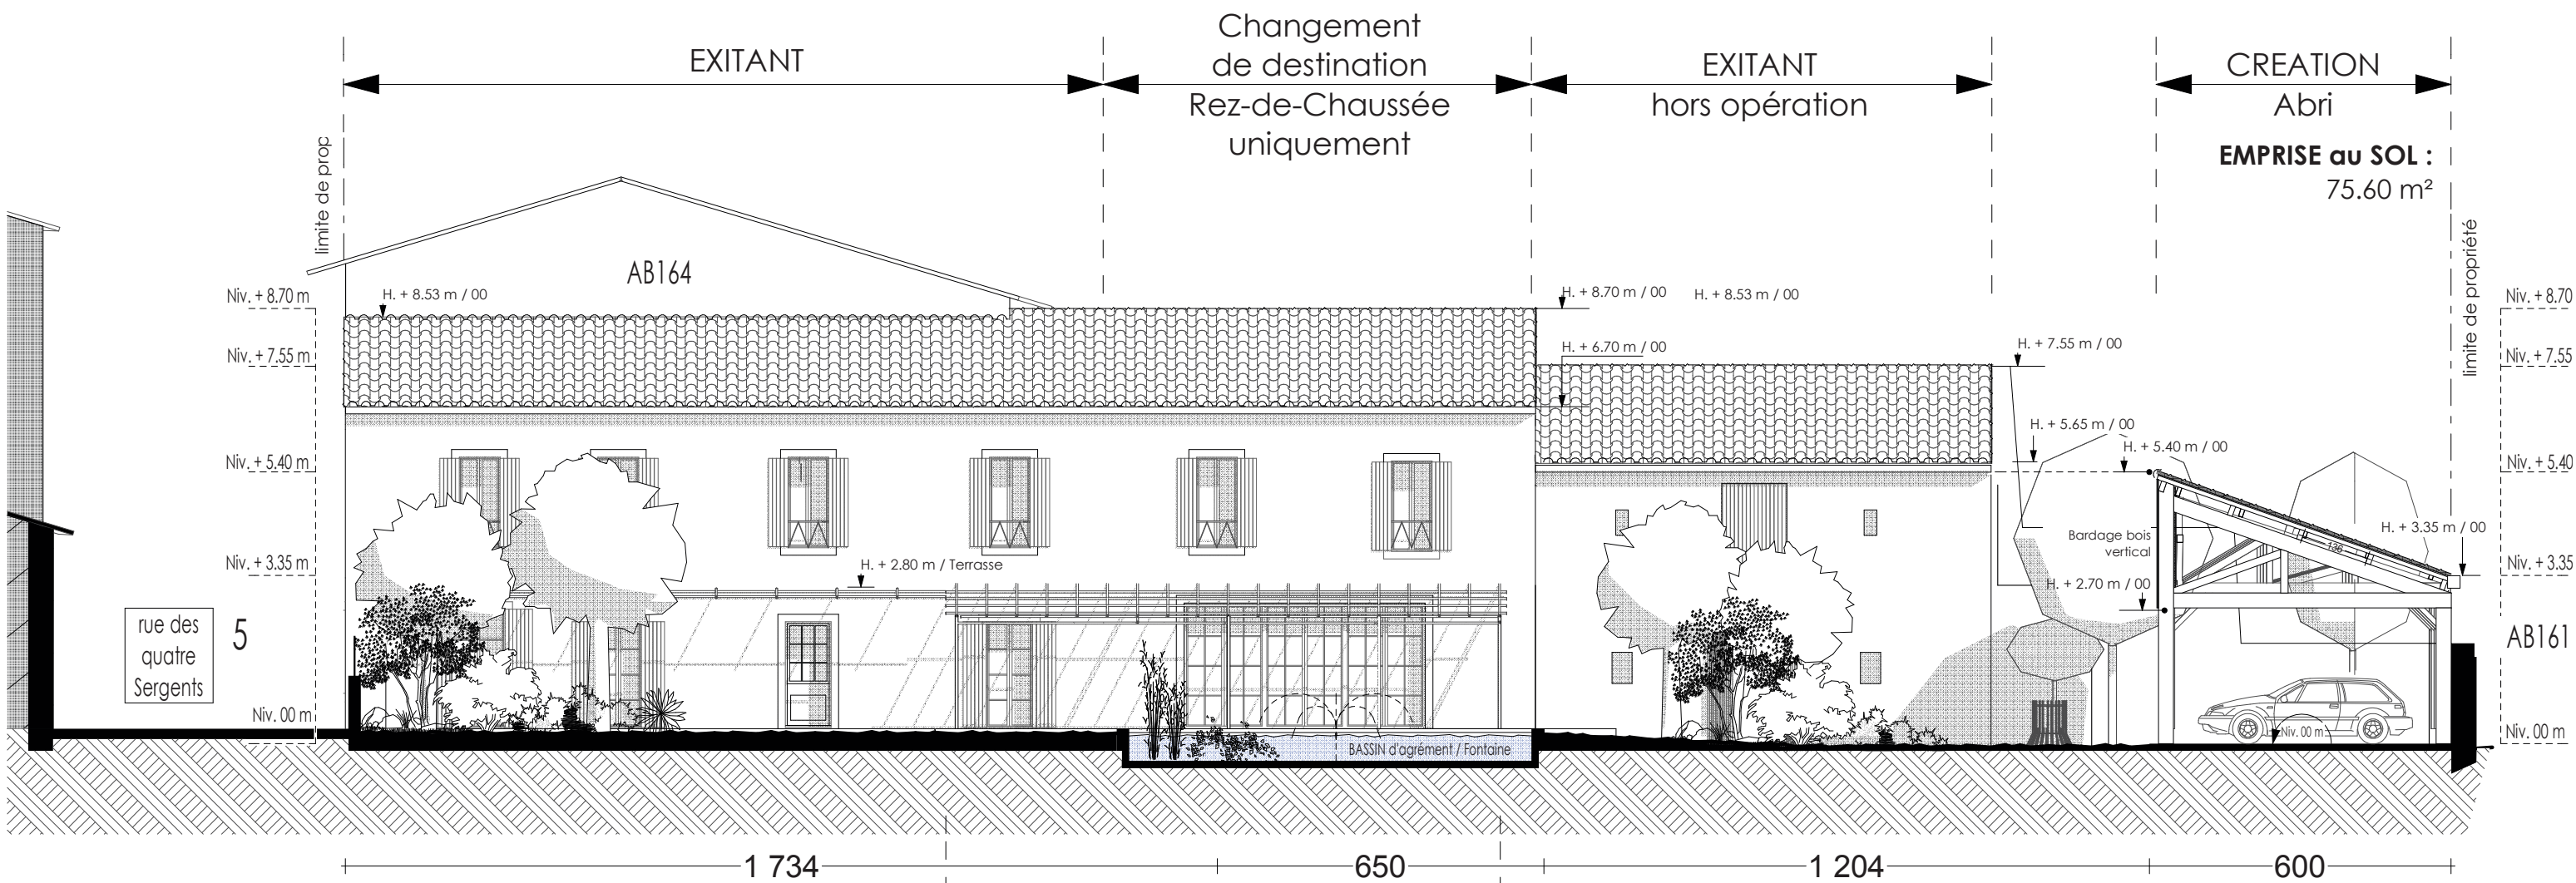 EXITANT
Changement
de destination
Rez-de-Chaussée
uniquement
EXITANT
hors opération
CREATION
Abri
EMPRISE au SOL :
75.60 m²
limite de prop
limite de propriété
AB164
Niv. + 8.70 m
H. + 8.53 m / 00
H. + 8.70 m / 00
H. + 8.53 m / 00
Niv. + 8.70
Niv. + 7.55 m
H. + 6.70 m / 00
H. + 7.55 m / 00
Niv. + 7.55
H. + 5.65 m / 00
H. + 5.40 m / 00
Niv. + 5.40 m
Niv. + 5.40
H. + 3.35 m / 00
Bardage bois
vertical
136
Niv. + 3.35 m
H. + 2.80 m / Terrasse
H. + 2.70 m / 00
Niv. + 3.35
rue des
quatre
Sergents
5
AB161
Niv. 00 m
Niv. 00 m
Niv. 00 m
BASSIN d'agrément / Fontaine
1 734
650
1 204
600